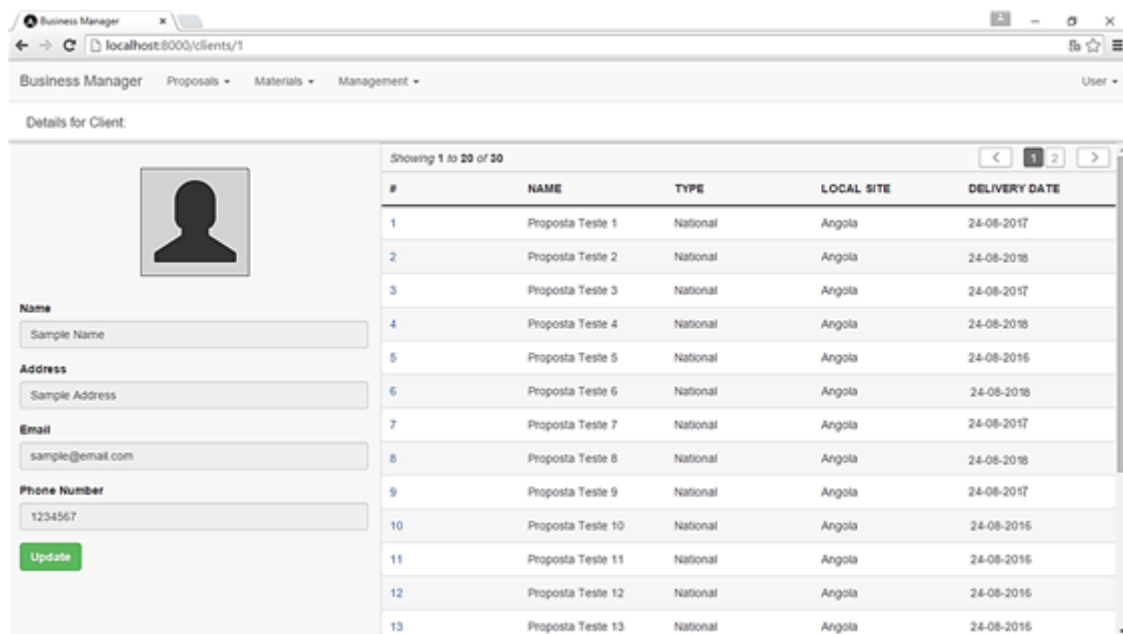 Business Manager
localhost:8000/clients/1
Business Manager Proposals Materials Management User
Details for Client:
Name
Sample Name
Address
Sample Address
Email
sample@email.com
Phone Number
1234567
Update
Showing 1 to 20 of 30 < 1 2 >
# NAME TYPE LOCAL SITE DELIVERY DATE
1 Proposta Teste 1 National Angola 24-08-2017
2 Proposta Teste 2 National Angola 24-08-2018
3 Proposta Teste 3 National Angola 24-08-2017
4 Proposta Teste 4 National Angola 24-08-2018
5 Proposta Teste 5 National Angola 24-08-2016
6 Proposta Teste 6 National Angola 24-08-2018
7 Proposta Teste 7 National Angola 24-08-2017
8 Proposta Teste 8 National Angola 24-08-2018
9 Proposta Teste 9 National Angola 24-08-2017
10 Proposta Teste 10 National Angola 24-08-2016
11 Proposta Teste 11 National Angola 24-08-2016
12 Proposta Teste 12 National Angola 24-08-2016
13 Proposta Teste 13 National Angola 24-08-2016